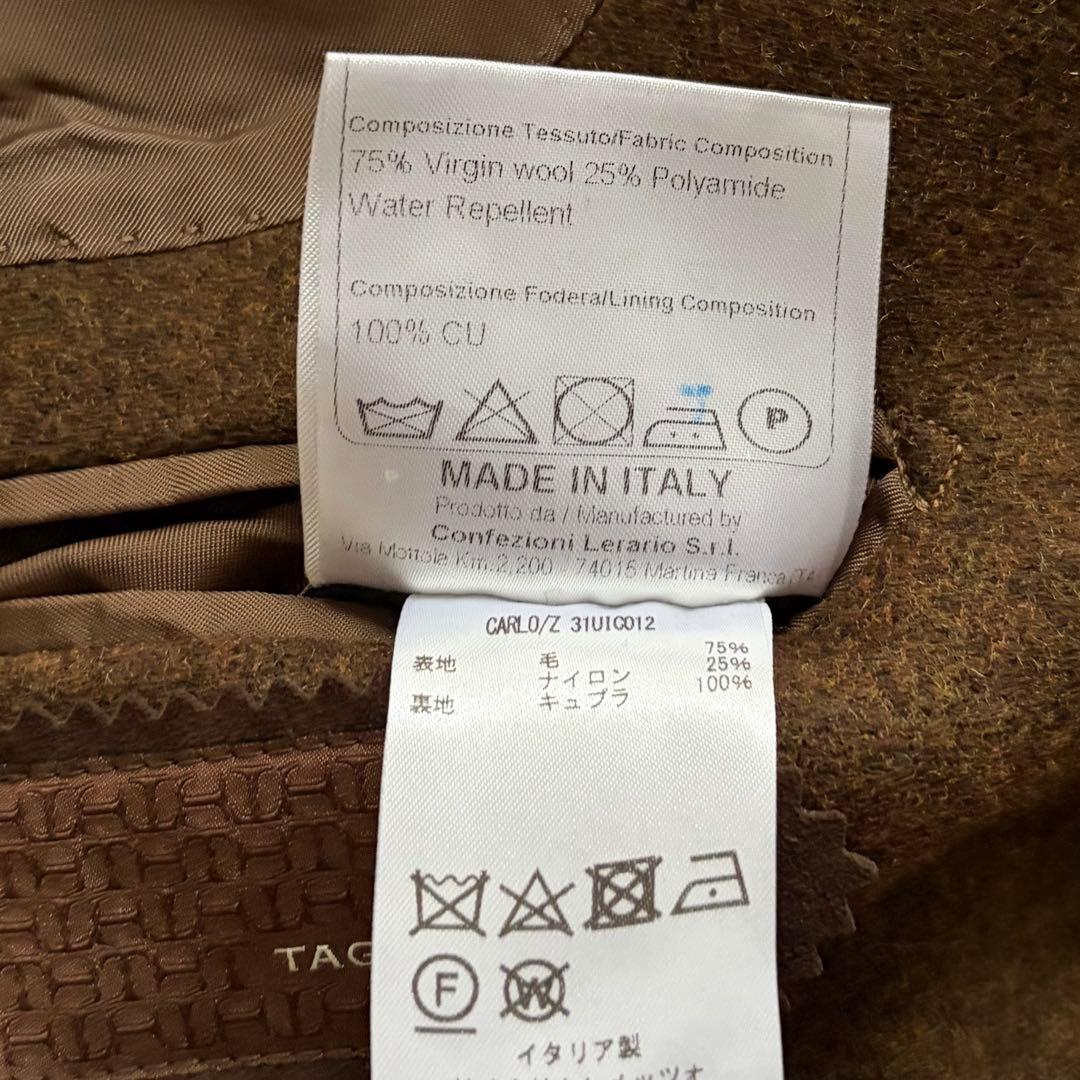 Composizione Tessuto/Fabric Composition
75% Virgin wool 25% Polyamide
Water Repellent
Composizione Fodera/Lining Composition
100% CU
P
MADE IN ITALY
Prodotto da / Manufactured by
Confezioni Lerario S.r.l.
Via Mottola Km. 2,200 - 74015 Martina Franca (TA
CARLO/Z 31UIC012
表地 毛 75%
ナイロン 25%
裏地 キュプラ 100%
TAG
F W
イタリア製